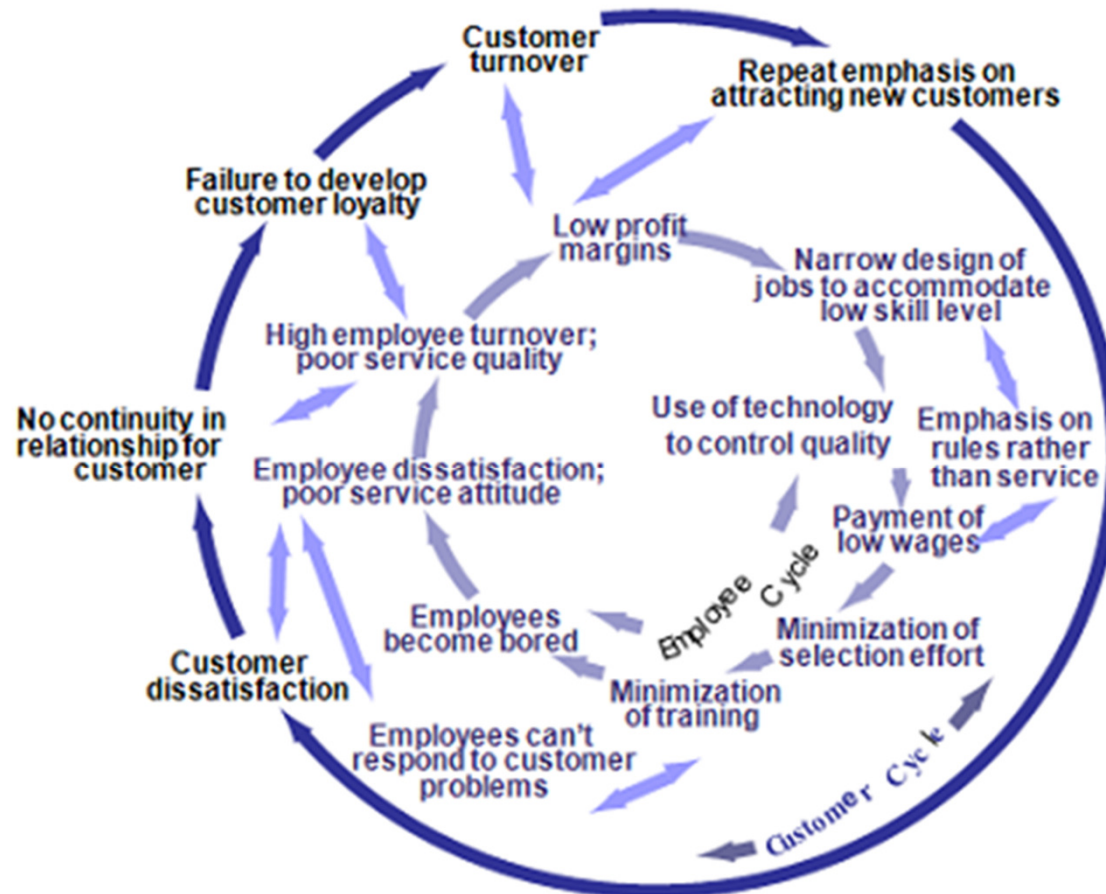 Customer
turnover
Repeat emphasis on
attracting new customers
Failure to develop
customer loyalty
Low profit
margins
Narrow design of
jobs to accommodate
low skill level
High employee turnover;
poor service quality
Use of technology
to control quality
Emphasis on
rules rather
than service
No continuity in
relationship for
customer
Employee dissatisfaction;
poor service attitude
Payment of
low wages
Employee
Cycle
Employees
become bored
Minimization of
selection effort
Customer
dissatisfaction
Minimization
of training
Employees can't
respond to customer
problems
Customer Cycle